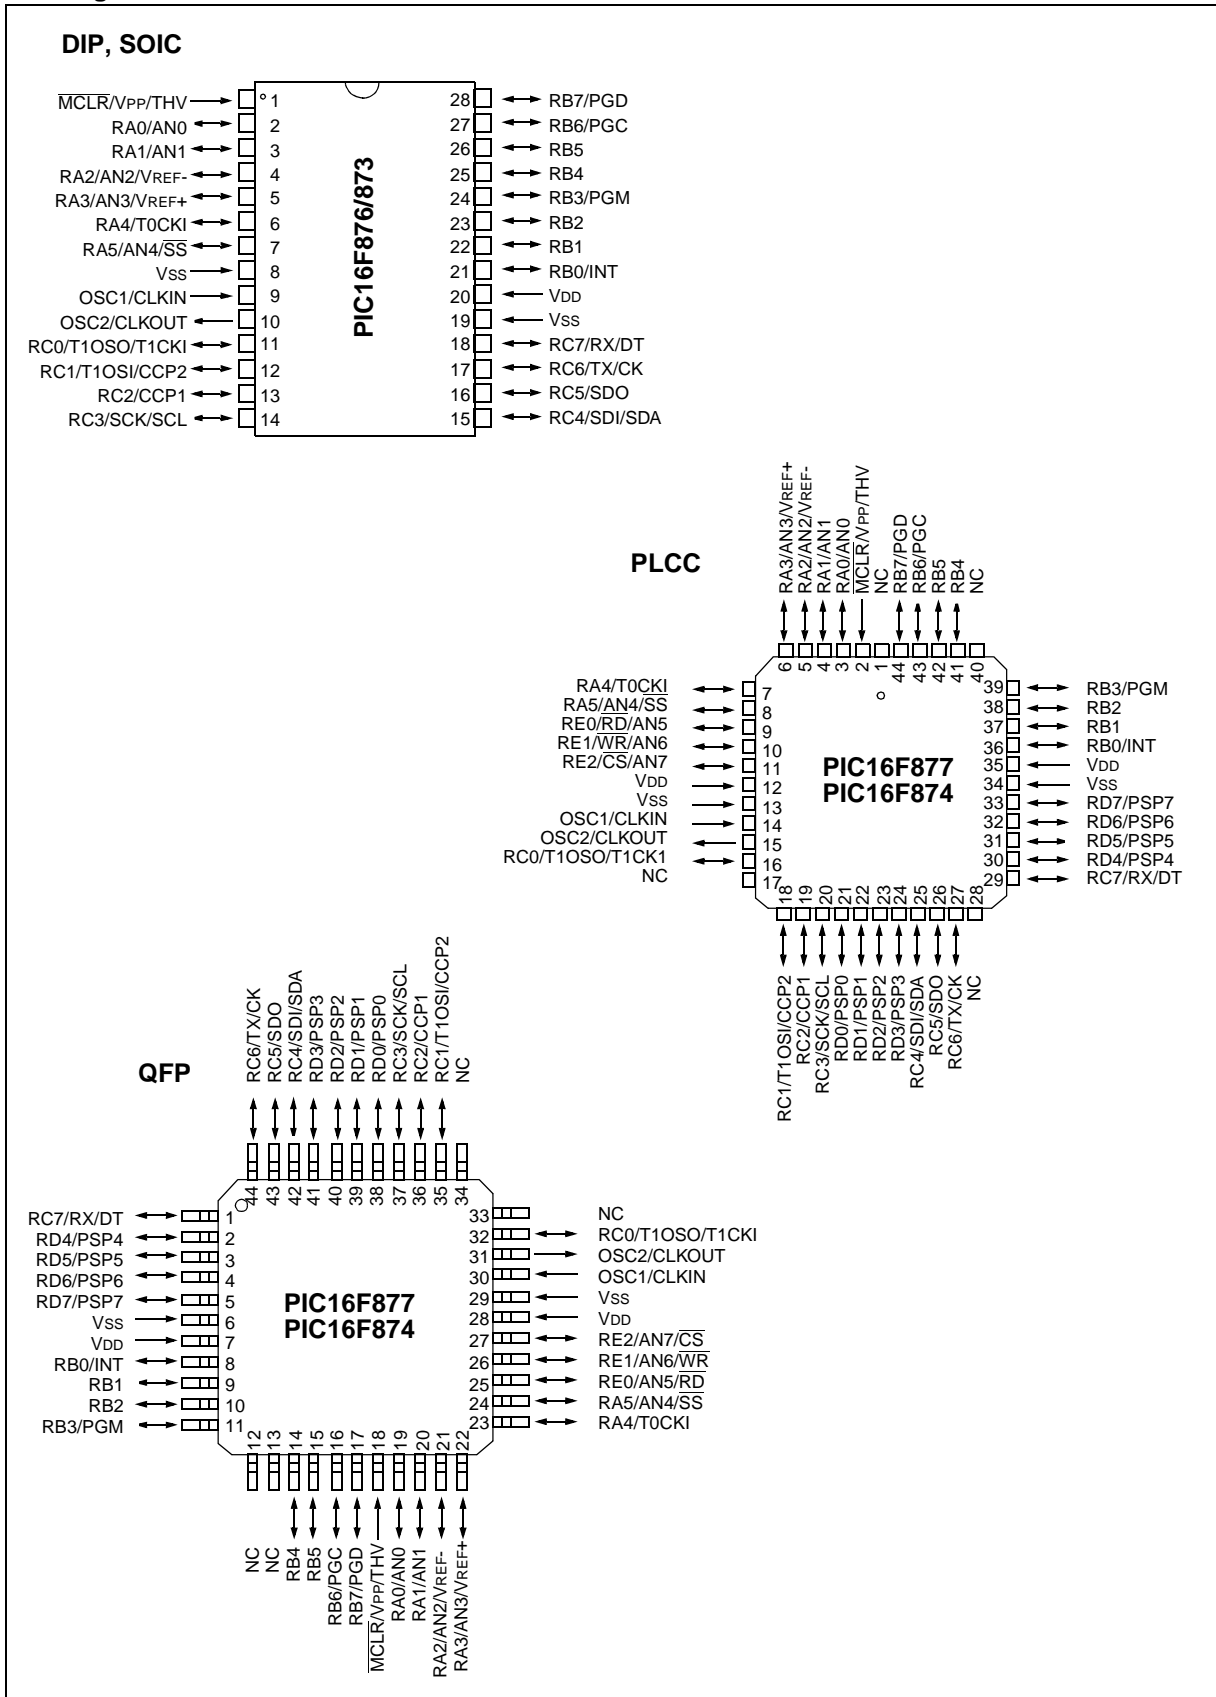 DIP, SOIC
MCLR/VPP/THV 1 28 RB7/PGD
RA0/AN0 2 27 RB6/PGC
RA1/AN1 3 26 RB5
RA2/AN2/VREF- 4 25 RB4
RA3/AN3/VREF+ 5 24 RB3/PGM
RA4/T0CKI 6 23 RB2
RA5/AN4/SS 7 22 RB1
VSS 8 21 RB0/INT
OSC1/CLKIN 9 20 VDD
OSC2/CLKOUT 10 19 VSS
RC0/T1OSO/T1CKI 11 18 RC7/RX/DT
RC1/T1OSI/CCP2 12 17 RC6/TX/CK
RC2/CCP1 13 16 RC5/SDO
RC3/SCK/SCL 14 15 RC4/SDI/SDA
PIC16F876/873
PLCC
RA3/AN3/VREF+
RA2/AN2/VREF-
RA1/AN1
RA0/AN0
MCLR/VPP/THV
NC
RB7/PGD
RB6/PGC
RB5
RB4
NC
6 5 4 3 2 1 44 43 42 41 40
RA4/T0CKI 7 39 RB3/PGM
RA5/AN4/SS 8 38 RB2
RE0/RD/AN5 9 37 RB1
RE1/WR/AN6 10 36 RB0/INT
RE2/CS/AN7 11 35 VDD
VDD 12 34 VSS
VSS 13 33 RD7/PSP7
OSC1/CLKIN 14 32 RD6/PSP6
OSC2/CLKOUT 15 31 RD5/PSP5
RC0/T1OSO/T1CK1 16 30 RD4/PSP4
NC 17 29 RC7/RX/DT
PIC16F877
PIC16F874
18 19 20 21 22 23 24 25 26 27 28
RC1/T1OSI/CCP2
RC2/CCP1
RC3/SCK/SCL
RD0/PSP0
RD1/PSP1
RD2/PSP2
RD3/PSP3
RC4/SDI/SDA
RC5/SDO
RC6/TX/CK
NC
QFP
RC6/TX/CK
RC5/SDO
RC4/SDI/SDA
RD3/PSP3
RD2/PSP2
RD1/PSP1
RD0/PSP0
RC3/SCK/SCL
RC2/CCP1
RC1/T1OSI/CCP2
NC
44 43 42 41 40 39 38 37 36 35 34
RC7/RX/DT 1 33 NC
RD4/PSP4 2 32 RC0/T1OSO/T1CKI
RD5/PSP5 3 31 OSC2/CLKOUT
RD6/PSP6 4 30 OSC1/CLKIN
RD7/PSP7 5 29 VSS
VSS 6 28 VDD
VDD 7 27 RE2/AN7/CS
RB0/INT 8 26 RE1/AN6/WR
RB1 9 25 RE0/AN5/RD
RB2 10 24 RA5/AN4/SS
RB3/PGM 11 23 RA4/T0CKI
PIC16F877
PIC16F874
12 13 14 15 16 17 18 19 20 21 22
NC
NC
RB4
RB5
RB6/PGC
RB7/PGD
MCLR/VPP/THV
RA0/AN0
RA1/AN1
RA2/AN2/VREF-
RA3/AN3/VREF+